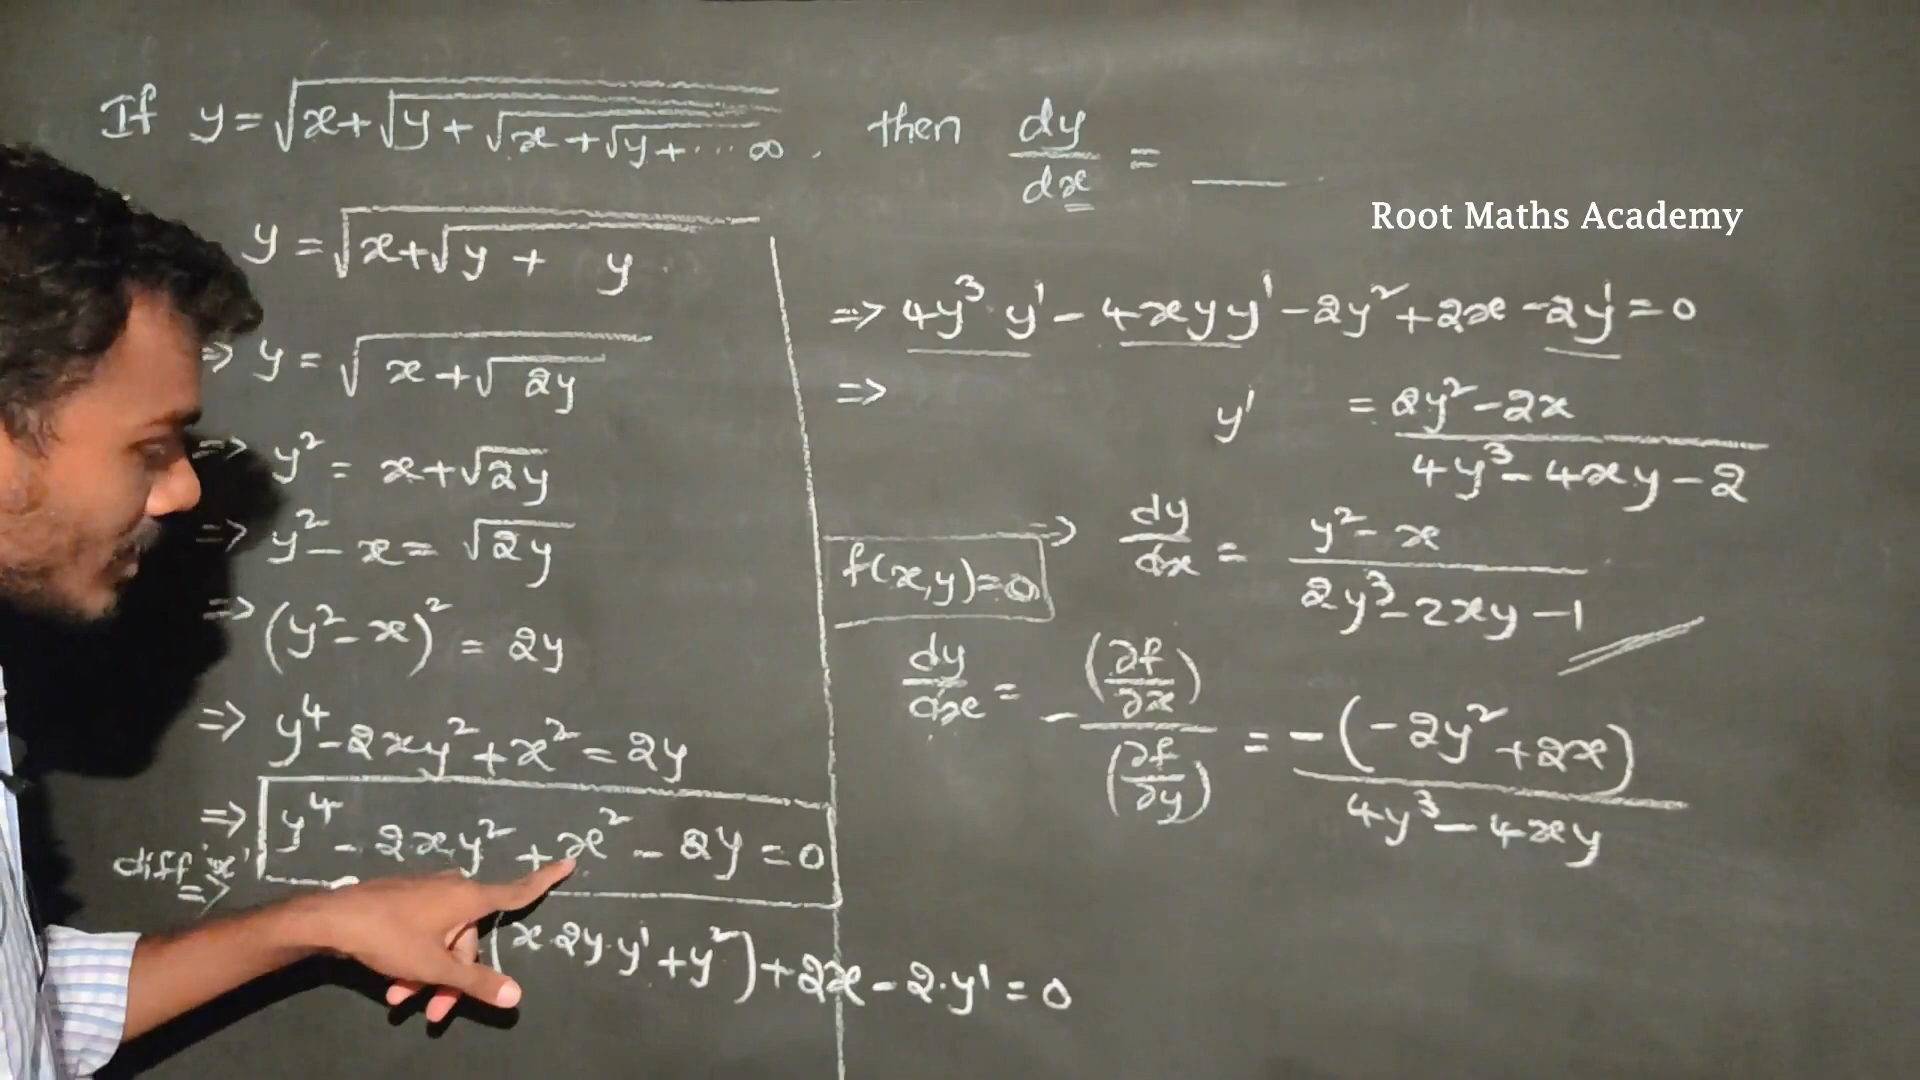 If y = √(x + √(y + √(x + √(y + ... ∞, then dy/dx = ___
Root Maths Academy
y = √(x + √(y + y
⇒ y = √(x + √(2y
⇒ y² = x + √2y
⇒ y² - x = √2y
⇒ (y² - x)² = 2y
⇒ y⁴ - 2xy² + x² = 2y
⇒ y⁴ - 2xy² + x² - 2y = 0
diff 'x'
⇒ (x·2y·y' + y²) + 2x - 2·y' = 0
⇒ 4y³·y' - 4xyy' - 2y² + 2x - 2y' = 0
⇒ y' = (2y² - 2x)/(4y³ - 4xy - 2)
⇒ dy/dx = (y² - x)/(2y³ - 2xy - 1)
f(x,y)=0
dy/dx = -(∂f/∂x)/(∂f/∂y) = -(-2y² + 2x)/(4y³ - 4xy